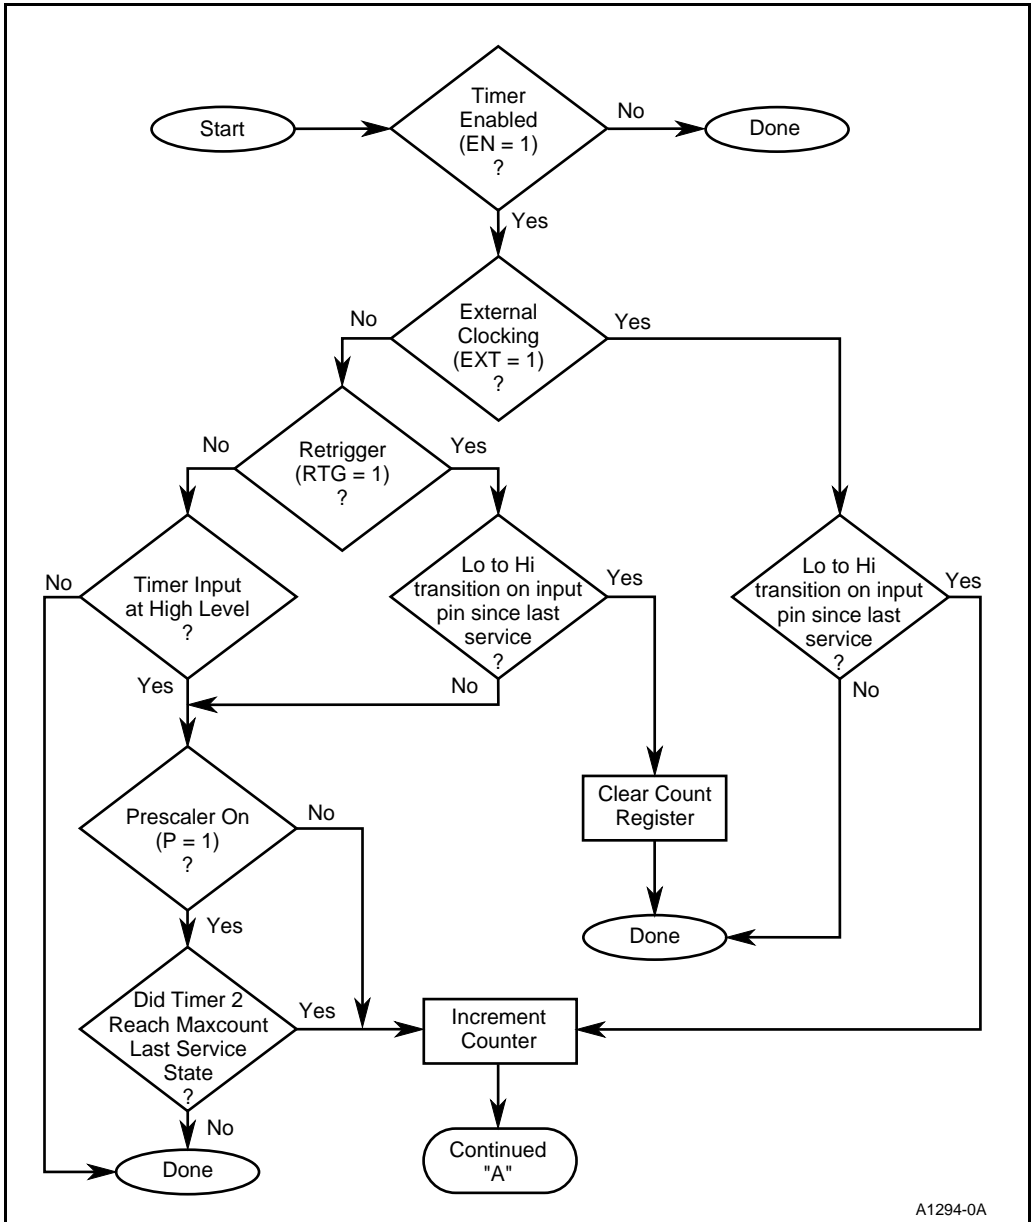 Timer
Enabled
(EN = 1)
?
Start
No
Done
Yes
External
Clocking
(EXT = 1)
?
No
Yes
Retrigger
(RTG = 1)
?
No
Yes
Timer Input
at High Level
?
No
Yes
Lo to Hi
transition on input
pin since last
service
?
Yes
No
Lo to Hi
transition on input
pin since last
service
?
Yes
No
Prescaler On
(P = 1)
?
No
Yes
Clear Count
Register
Done
Did Timer 2
Reach Maxcount
Last Service
State
?
Yes
No
Increment
Counter
Done
Continued
"A"
A1294-0A